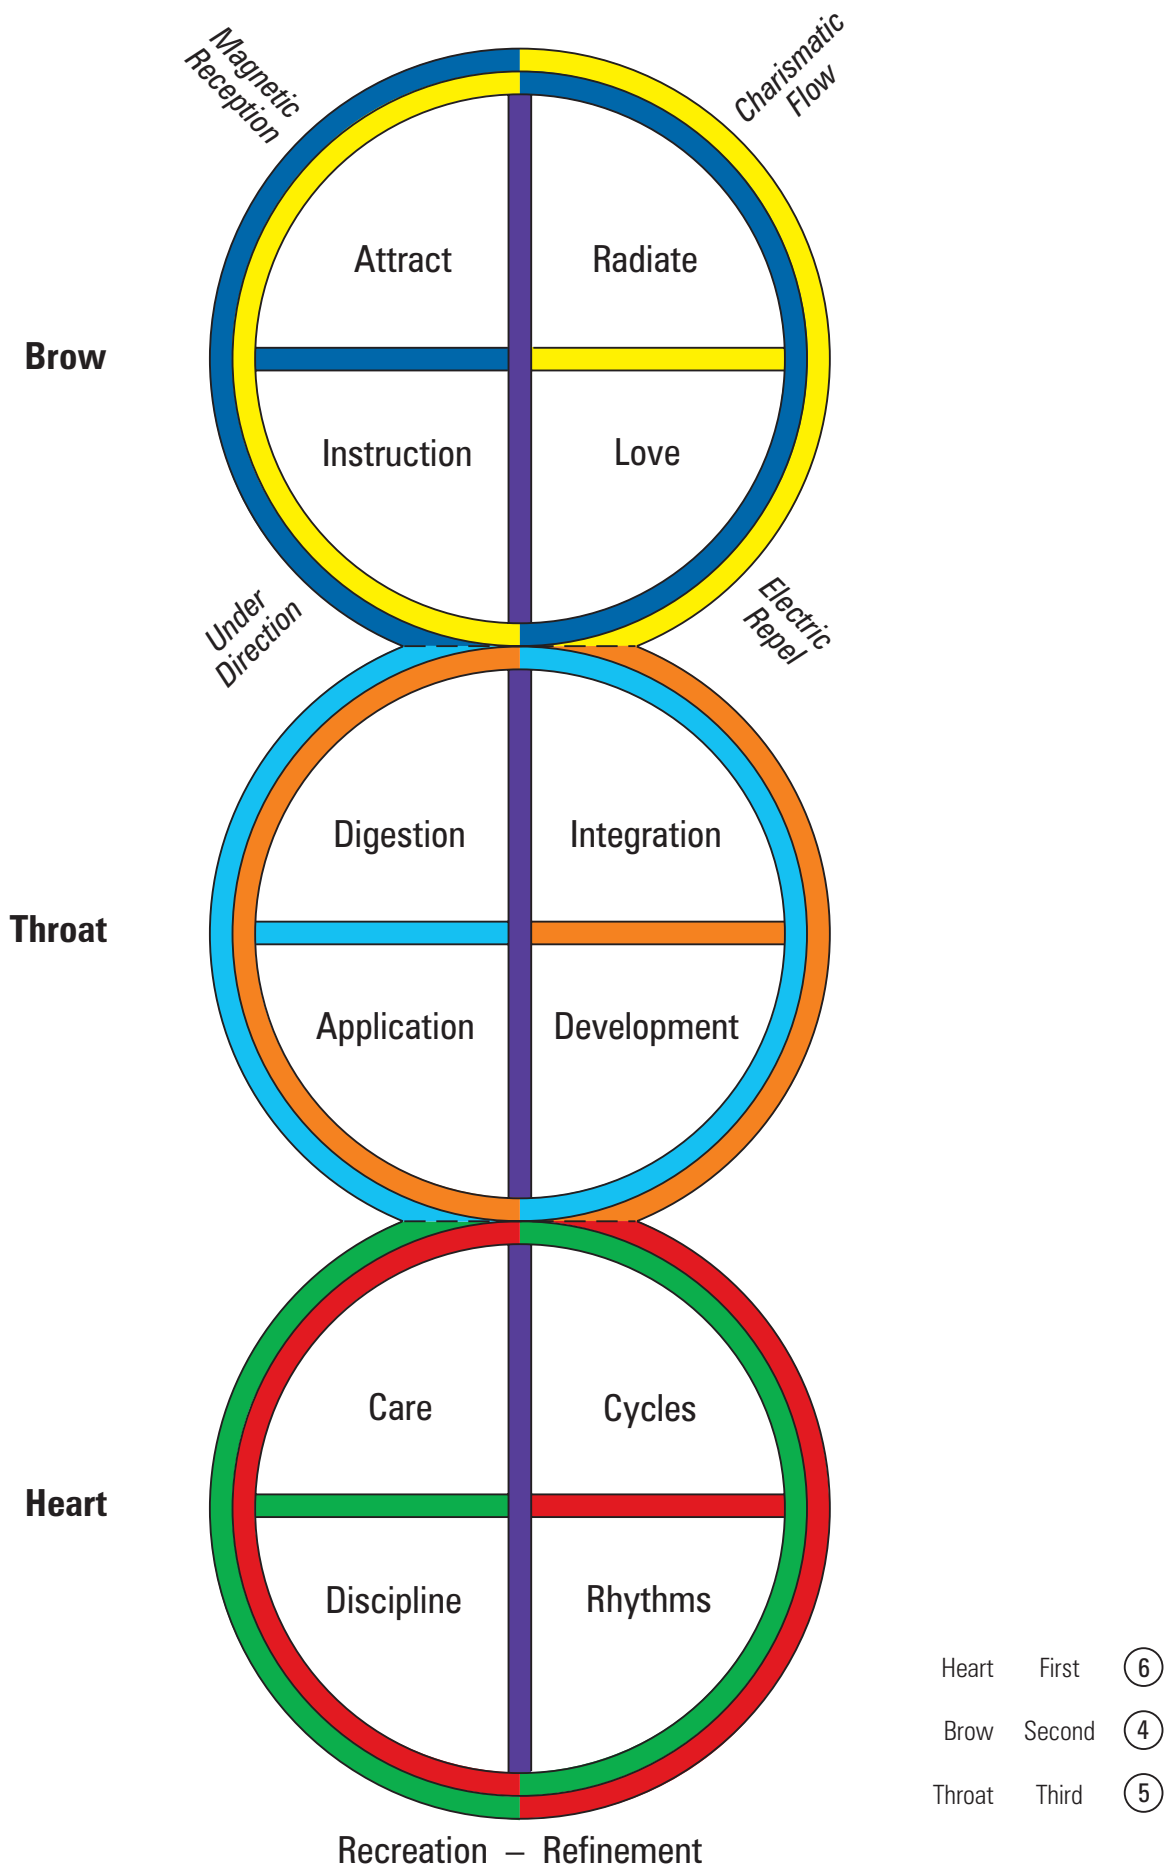 Magnetic
Reception
Charismatic
Flow
Attract
Radiate
Brow
Instruction
Love
Under
Direction
Electric
Repel
Digestion
Integration
Throat
Application
Development
Care
Cycles
Heart
Discipline
Rhythms
Heart First 6
Brow Second 4
Throat Third 5
Recreation – Refinement